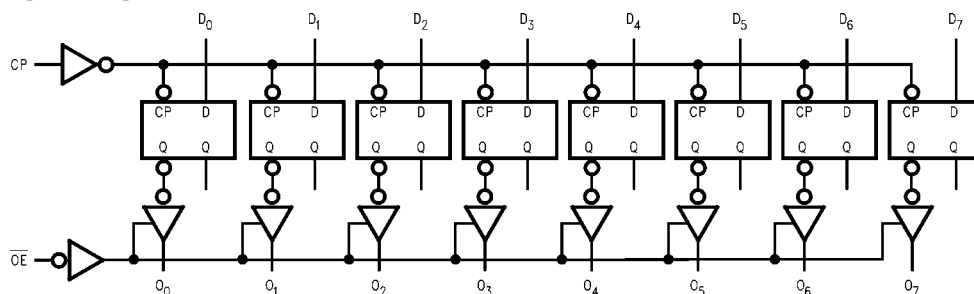 D0 D1 D2 D3 D4 D5 D6 D7
CP
CP D CP D CP D CP D CP D CP D CP D CP D
Q Q Q Q Q Q Q Q Q Q Q Q Q Q Q Q
O̅E̅
O0 O1 O2 O3 O4 O5 O6 O7